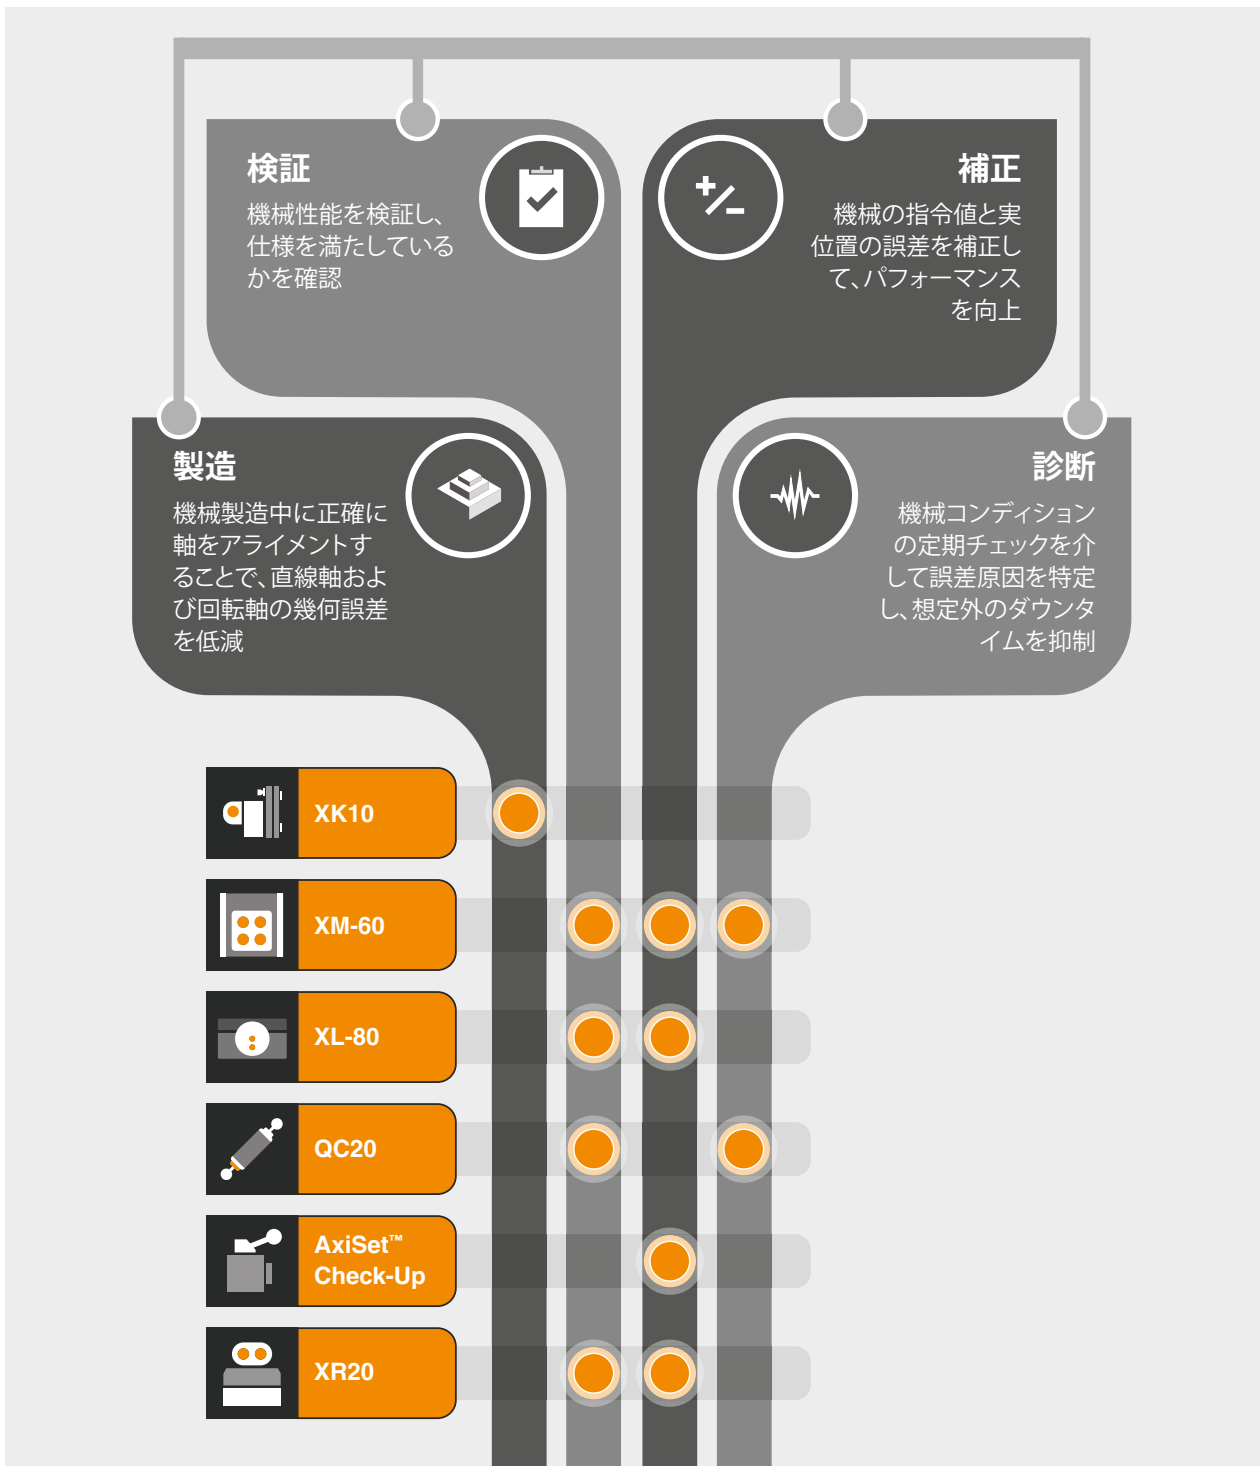 検証
機械性能を検証し、
仕様を満たしている
かを確認
補正
機械の指令値と実
位置の誤差を補正し
て、パフォーマンス
を向上
製造
機械製造中に正確に
軸をアライメントす
ることで、直線軸およ
び回転軸の幾何誤差
を低減
診断
機械コンディション
の定期チェックを介
して誤差原因を特定
し、想定外のダウンタ
イムを抑制
XK10
XM-60
XL-80
QC20
AxiSet™
Check-Up
XR20